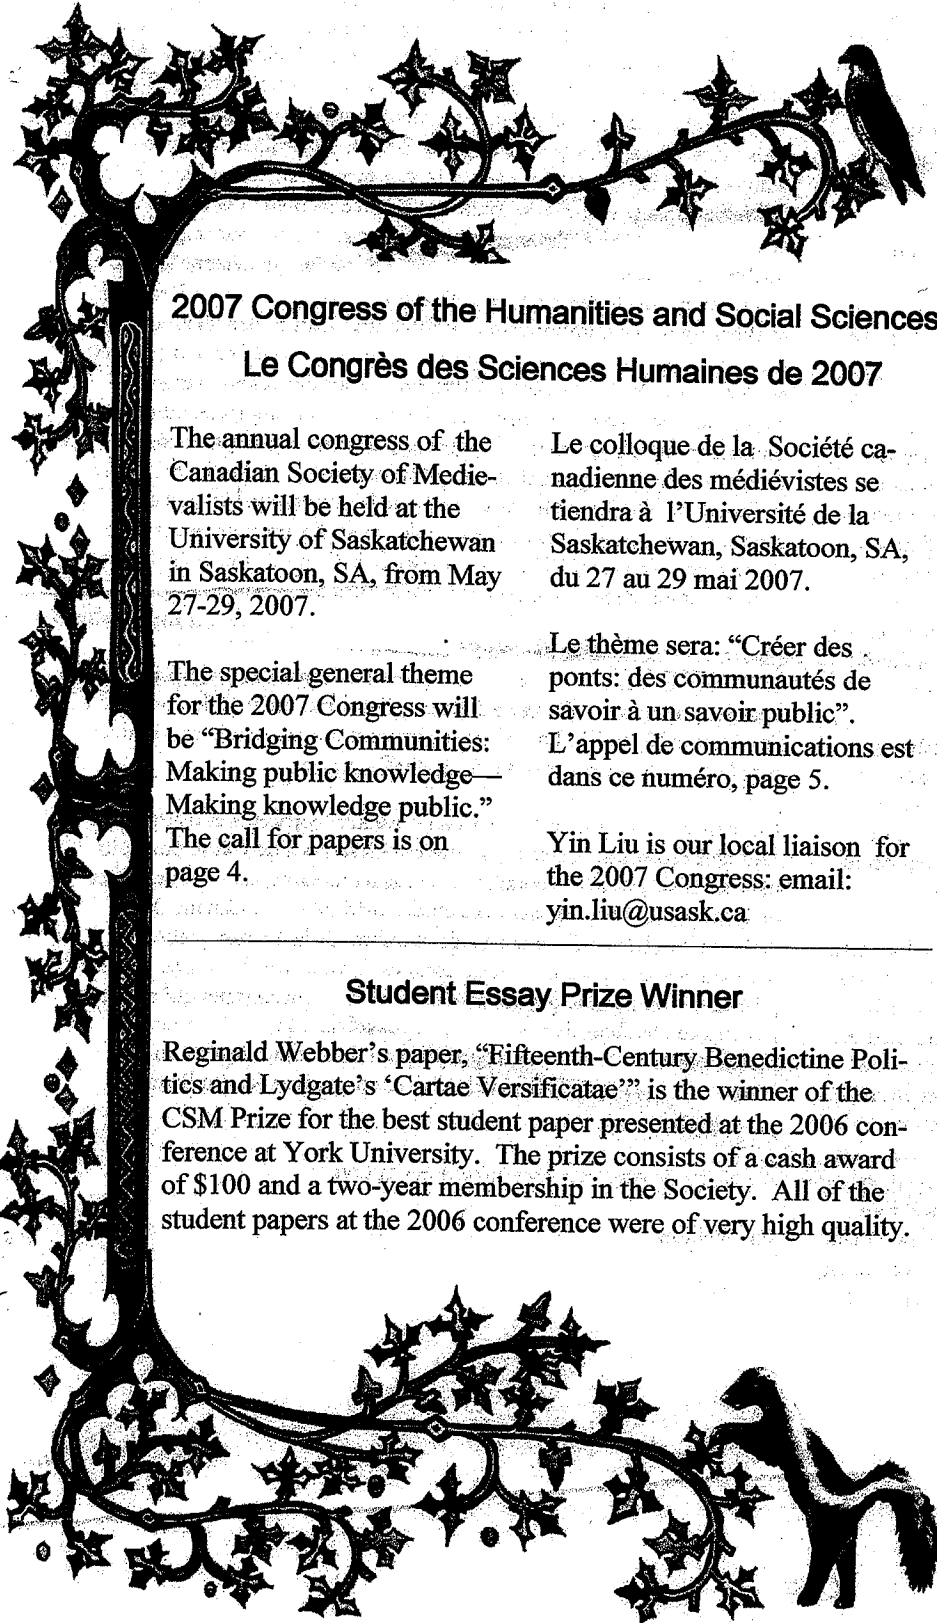 2007 Congress of the Humanities and Social Sciences
Le Congrès des Sciences Humaines de 2007
The annual congress of the
Canadian Society of Medie-
valists will be held at the
University of Saskatchewan
in Saskatoon, SA, from May
27-29, 2007.
The special general theme
for the 2007 Congress will
be “Bridging Communities:
Making public knowledge—
Making knowledge public.”
The call for papers is on
page 4.
Le colloque de la Société ca-
nadienne des médiévistes se
tiendra à l’Université de la
Saskatchewan, Saskatoon, SA,
du 27 au 29 mai 2007.
Le thème sera: “Créer des
ponts: des communautés de
savoir à un savoir public”.
L’appel de communications est
dans ce numéro, page 5.
Yin Liu is our local liaison for
the 2007 Congress: email:
yin.liu@usask.ca
Student Essay Prize Winner
Reginald Webber’s paper, “Fifteenth-Century Benedictine Poli-
tics and Lydgate’s ‘Cartae Versificatae’” is the winner of the
CSM Prize for the best student paper presented at the 2006 con-
ference at York University. The prize consists of a cash award
of $100 and a two-year membership in the Society. All of the
student papers at the 2006 conference were of very high quality.